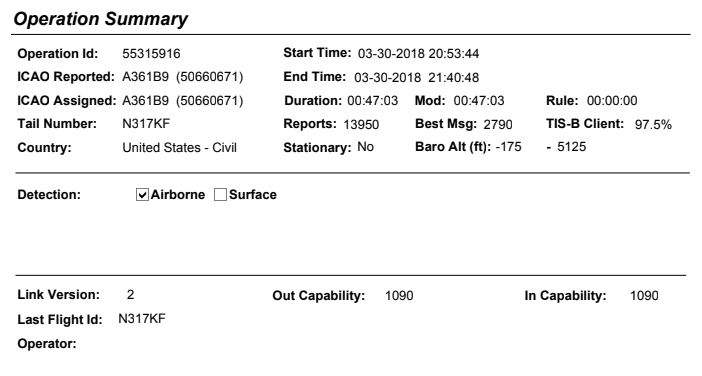 Operation Summary
Operation Id: 55315916 Start Time: 03-30-2018 20:53:44
ICAO Reported: A361B9 (50660671) End Time: 03-30-2018 21:40:48
ICAO Assigned: A361B9 (50660671) Duration: 00:47:03 Mod: 00:47:03 Rule: 00:00:00
Tail Number: N317KF Reports: 13950 Best Msg: 2790 TIS-B Client: 97.5%
Country: United States - Civil Stationary: No Baro Alt (ft): -175 - 5125
Detection: Airborne Surface
Link Version: 2 Out Capability: 1090 In Capability: 1090
Last Flight Id: N317KF
Operator: